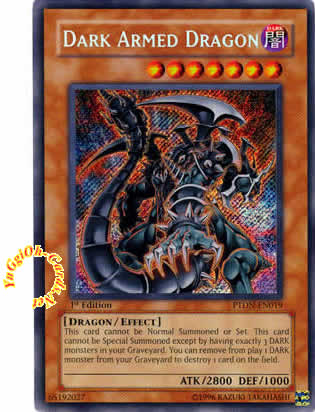 DARK ARMED DRAGON
DARK
闇
YuGgiOh-Cards.Net
1st Edition
PTDN-EN019
[DRAGON / EFFECT]
This card cannot be Normal Summoned or Set. This card
cannot be Special Summoned except by having exactly 3 DARK
monsters in your Graveyard. You can remove from play 1 DARK
monster from your Graveyard to destroy 1 card on the field.
ATK/2800 DEF/1000
65192027
©1996 KAZUKI TAKAHASHI